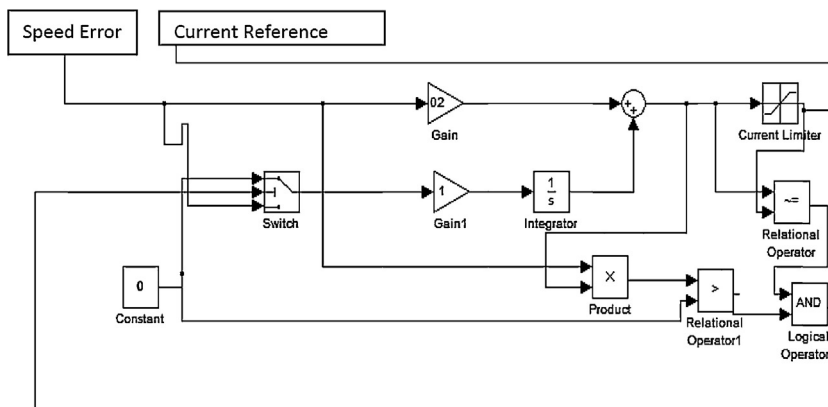 Speed Error
Current Reference
02
Gain
+
+
Current Limiter
Switch
1
Gain1
1
s
Integrator
~=
Relational
Operator
0
Constant
X
Product
>
Relational
Operator1
AND
Logical
Operator